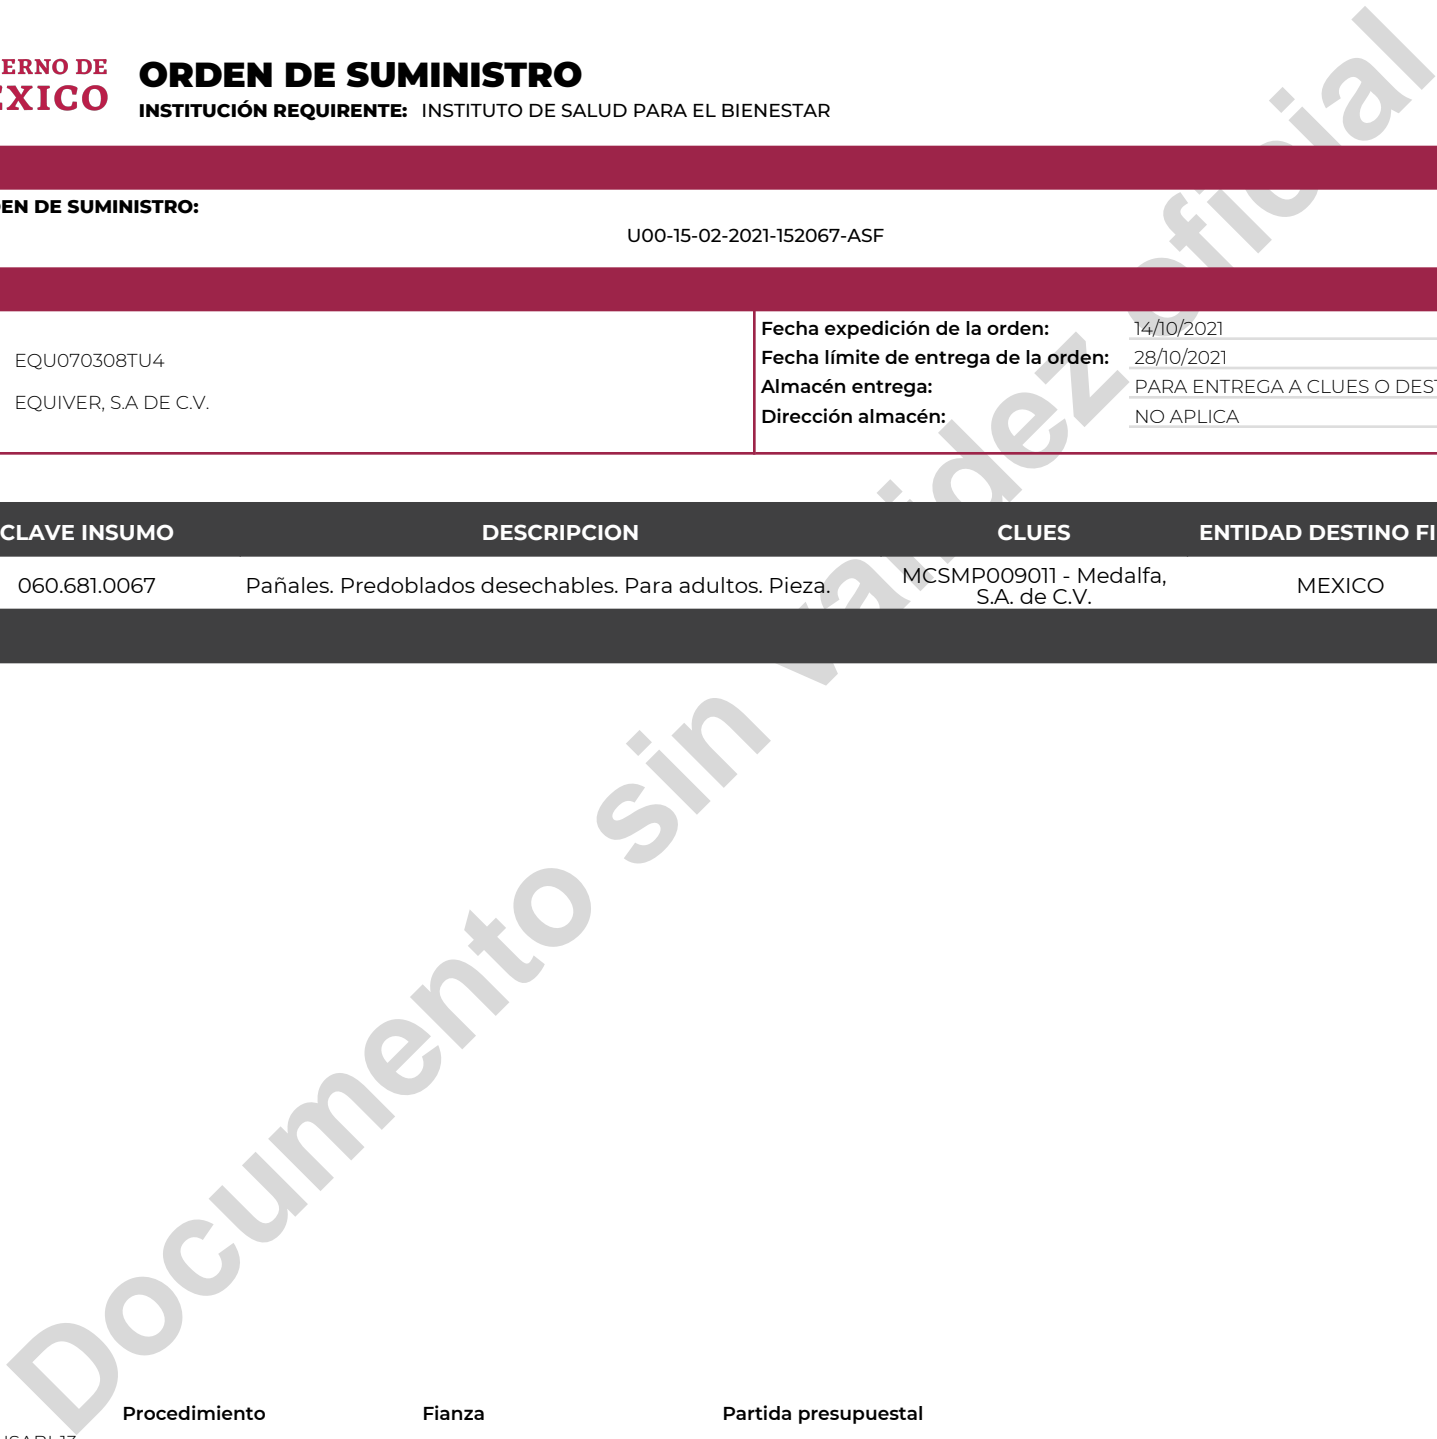 ERNO DE
XICO
ORDEN DE SUMINISTRO
INSTITUCIÓN REQUIRENTE: INSTITUTO DE SALUD PARA EL BIENESTAR
EN DE SUMINISTRO:
U00-15-02-2021-152067-ASF
EQU070308TU4
EQUIVER, S.A DE C.V.
Fecha expedición de la orden: 14/10/2021
Fecha límite de entrega de la orden: 28/10/2021
Almacén entrega: PARA ENTREGA A CLUES O DEST
Dirección almacén: NO APLICA
CLAVE INSUMO DESCRIPCION CLUES ENTIDAD DESTINO FI
060.681.0067 Pañales. Predoblados desechables. Para adultos. Pieza. MCSMP009011 - Medalfa, S.A. de C.V. MEXICO
Documento sin validez oficial
Procedimiento Fianza Partida presupuestal